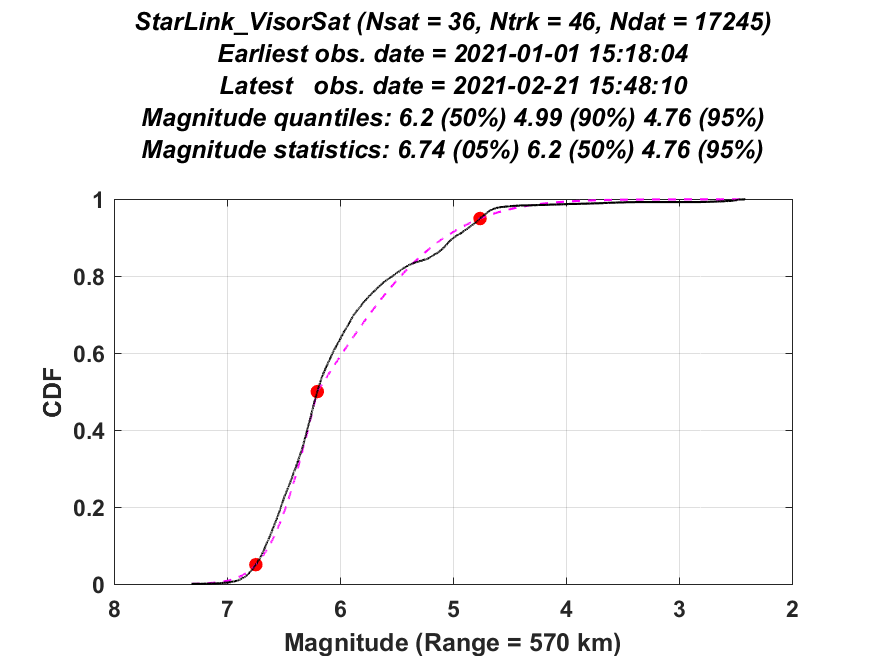 StarLink_VisorSat (Nsat = 36, Ntrk = 46, Ndat = 17245)
Earliest obs. date = 2021-01-01 15:18:04
Latest   obs. date = 2021-02-21 15:48:10
Magnitude quantiles: 6.2 (50%) 4.99 (90%) 4.76 (95%)
Magnitude statistics: 6.74 (05%) 6.2 (50%) 4.76 (95%)
1
0.8
0.6
0.4
0.2
0
CDF
8 7 6 5 4 3 2
Magnitude (Range = 570 km)